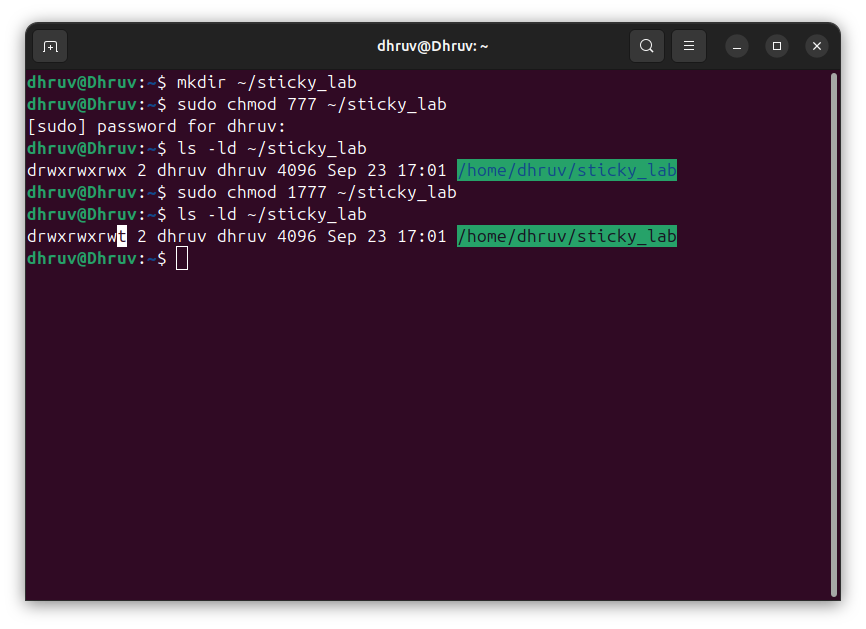 dhruv@Dhruv: ~
dhruv@Dhruv:~$ mkdir ~/sticky_lab
dhruv@Dhruv:~$ sudo chmod 777 ~/sticky_lab
[sudo] password for dhruv:
dhruv@Dhruv:~$ ls -ld ~/sticky_lab
drwxrwxrwx 2 dhruv dhruv 4096 Sep 23 17:01 /home/dhruv/sticky_lab
dhruv@Dhruv:~$ sudo chmod 1777 ~/sticky_lab
dhruv@Dhruv:~$ ls -ld ~/sticky_lab
drwxrwxrwt 2 dhruv dhruv 4096 Sep 23 17:01 /home/dhruv/sticky_lab
dhruv@Dhruv:~$